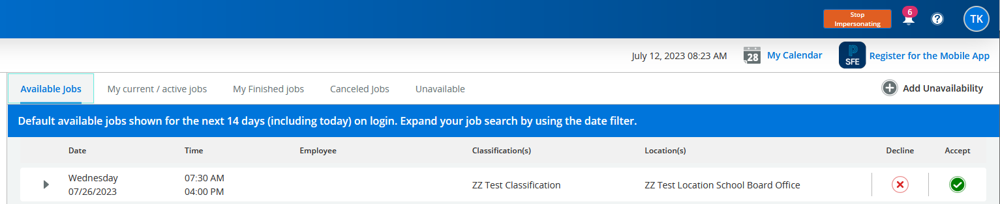 Stop
Impersonating
6
?
TK
July 12, 2023 08:23 AM
28
My Calendar
P
SFE
Register for the Mobile App
Available Jobs
My current / active jobs
My Finished jobs
Canceled Jobs
Unavailable
Add Unavailability
Default available jobs shown for the next 14 days (including today) on login. Expand your job search by using the date filter.
Date
Time
Employee
Classification(s)
Location(s)
Decline
Accept
Wednesday
07/26/2023
07:30 AM
04:00 PM
ZZ Test Classification
ZZ Test Location School Board Office